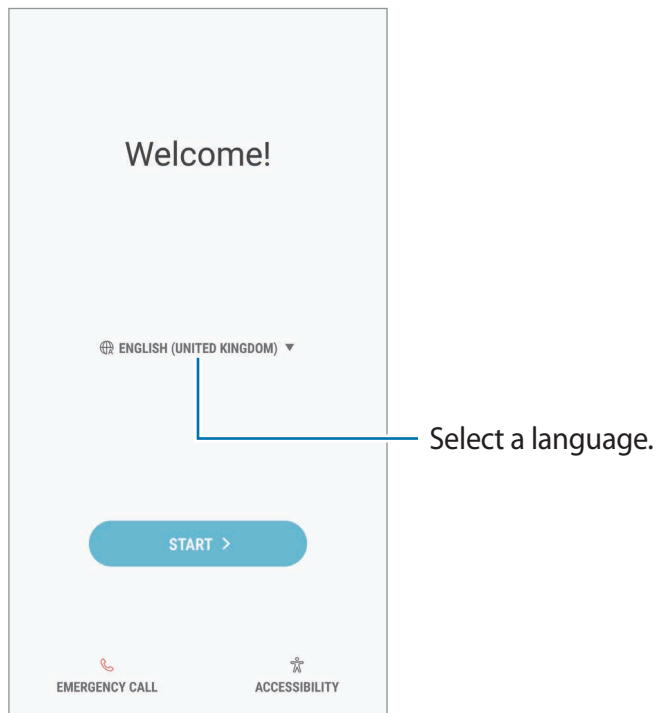 Welcome!
ENGLISH (UNITED KINGDOM)
Select a language.
START
EMERGENCY CALL
ACCESSIBILITY